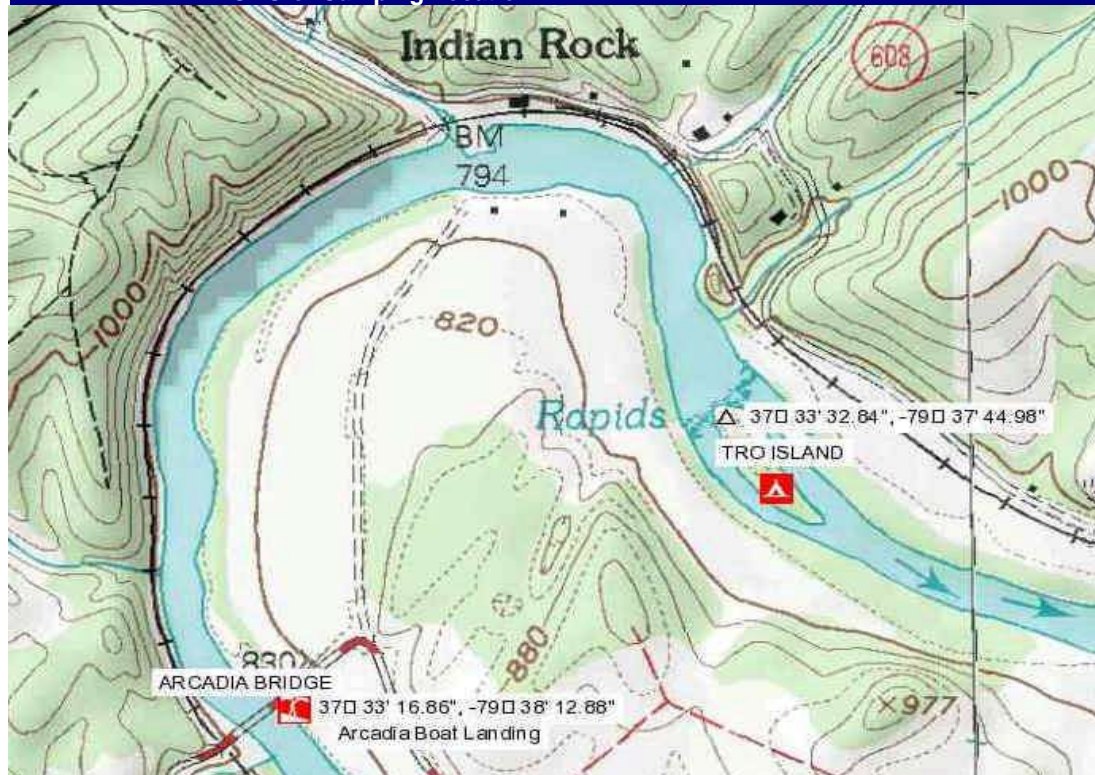 Indian Rock
608
BM
794
1000
1000
820
Rapids
37 33' 32.84", -79 37' 44.98"
TRO ISLAND
830
880
ARCADIA BRIDGE
37 33' 16.86", -79 38' 12.88"
×977
Arcadia Boat Landing